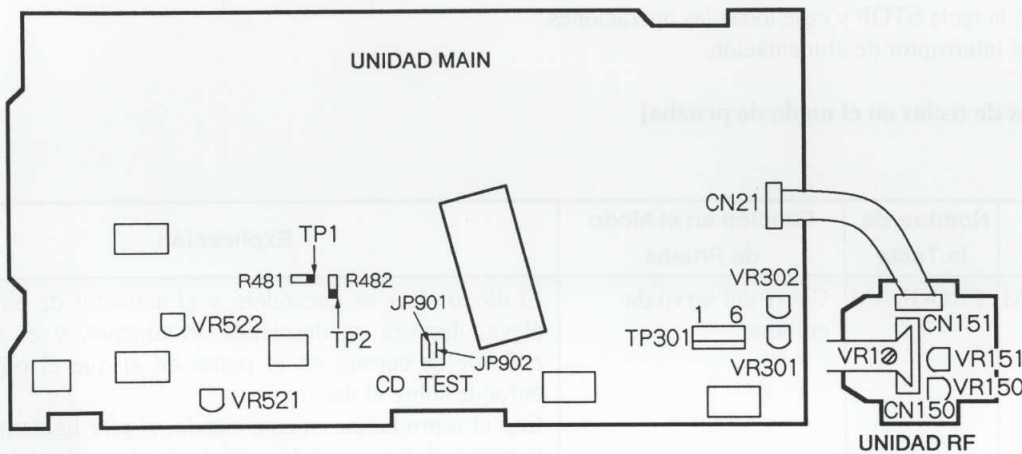 UNIDAD MAIN
CN21
TP1
R481
R482
JP901
VR302
VR522
1 6
TP301
CN151
TP2
JP902
VR1
VR151
CD TEST
VR301
VR150
VR521
CN150
UNIDAD RF